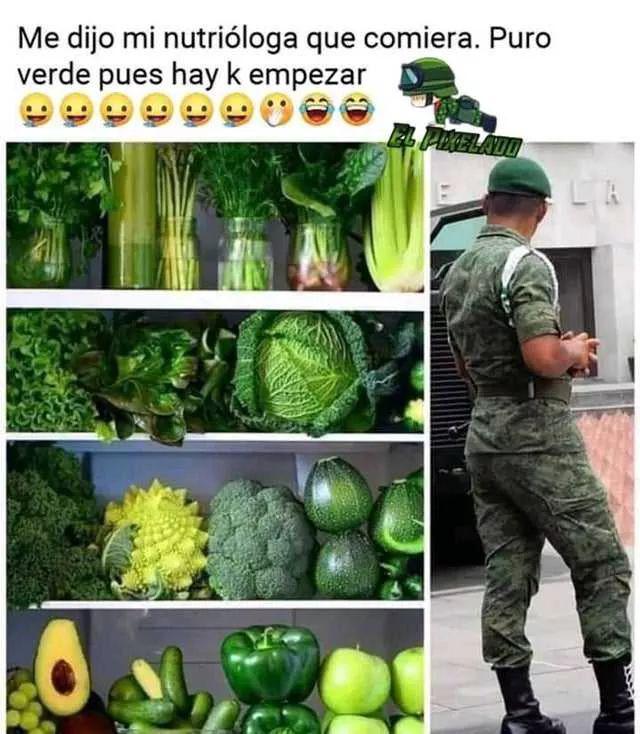 Me dijo mi nutrióloga que comiera. Puro
verde pues hay k empezar
😀😀😀😀😀😀🤭😂😂
EL PIXELADO
E L R